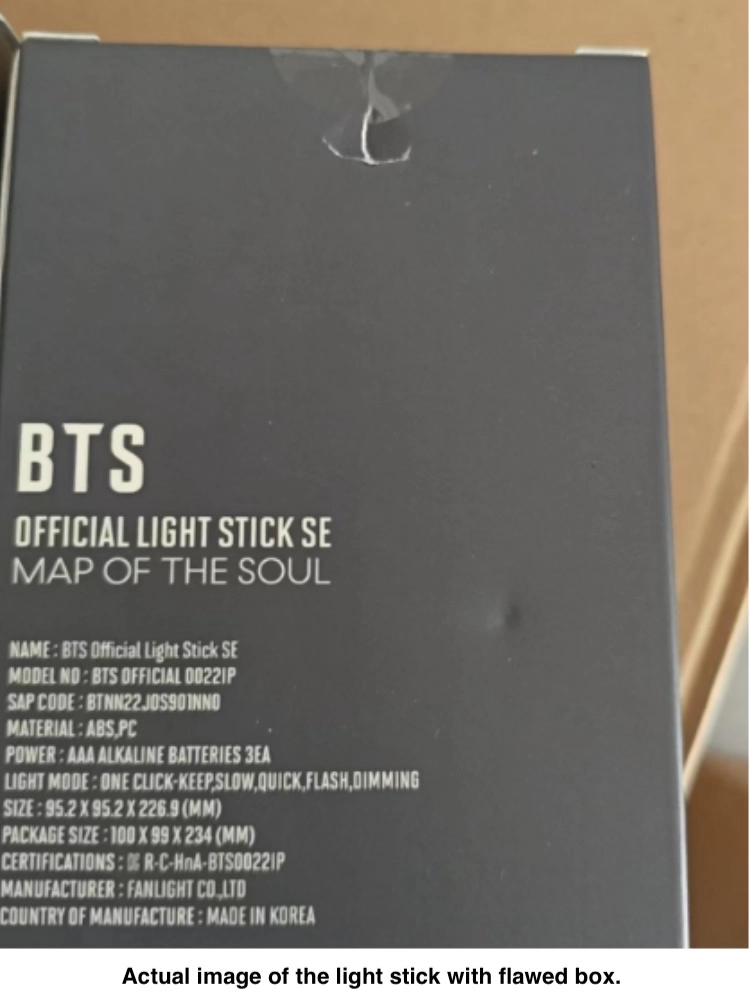 BTS
OFFICIAL LIGHT STICK SE
MAP OF THE SOUL
NAME : BTS Official Light Stick SE
MODEL NO : BTS OFFICIAL 0022IP
SAP CODE : BTNN22J0S901NN0
MATERIAL : ABS,PC
POWER : AAA ALKALINE BATTERIES 3EA
LIGHT MODE : ONE CLICK-KEEP,SLOW,QUICK,FLASH,DIMMING
SIZE : 95.2 X 95.2 X 226.9 (MM)
PACKAGE SIZE : 100 X 99 X 234 (MM)
CERTIFICATIONS : R-C-HnA-BTS0022IP
MANUFACTURER : FANLIGHT CO.,LTD
COUNTRY OF MANUFACTURE : MADE IN KOREA
Actual image of the light stick with flawed box.